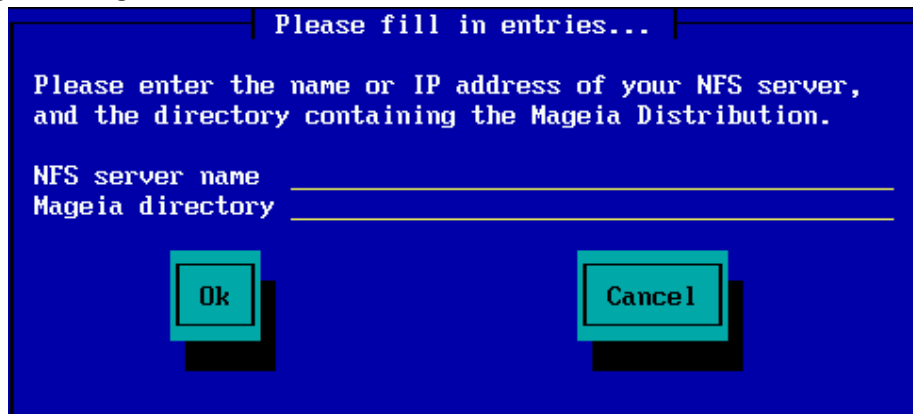 Please fill in entries...
Please enter the name or IP address of your NFS server,
and the directory containing the Mageia Distribution.
NFS server name
Mageia directory
Ok Cancel